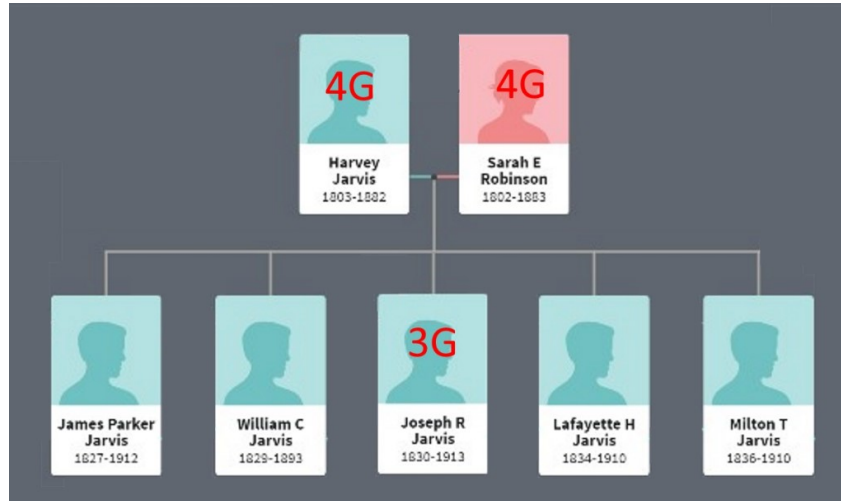 4G
Harvey
Jarvis
1803-1882
4G
Sarah E
Robinson
1802-1883
James Parker
Jarvis
1827-1912
William C
Jarvis
1829-1893
3G
Joseph R
Jarvis
1830-1913
Lafayette H
Jarvis
1834-1910
Milton T
Jarvis
1836-1910